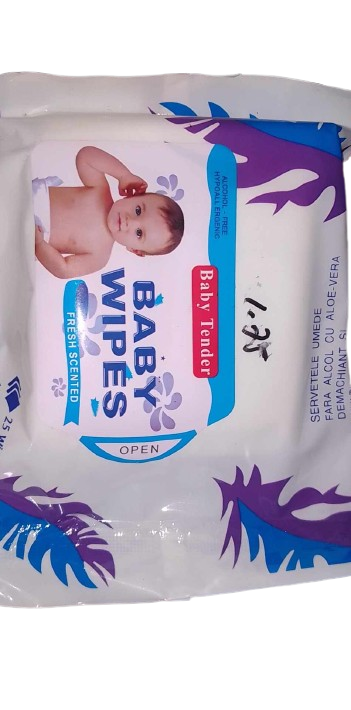 ALCOHOL - FREE
HYPOALLERGENIC
Baby Tender
BABY
WIPES
FRESH SCENTED
OPEN
1.75
SERVETELE UMEDE
FARA ALCOL CU ALOE-VERA
DEMACHIANT SI
25 W